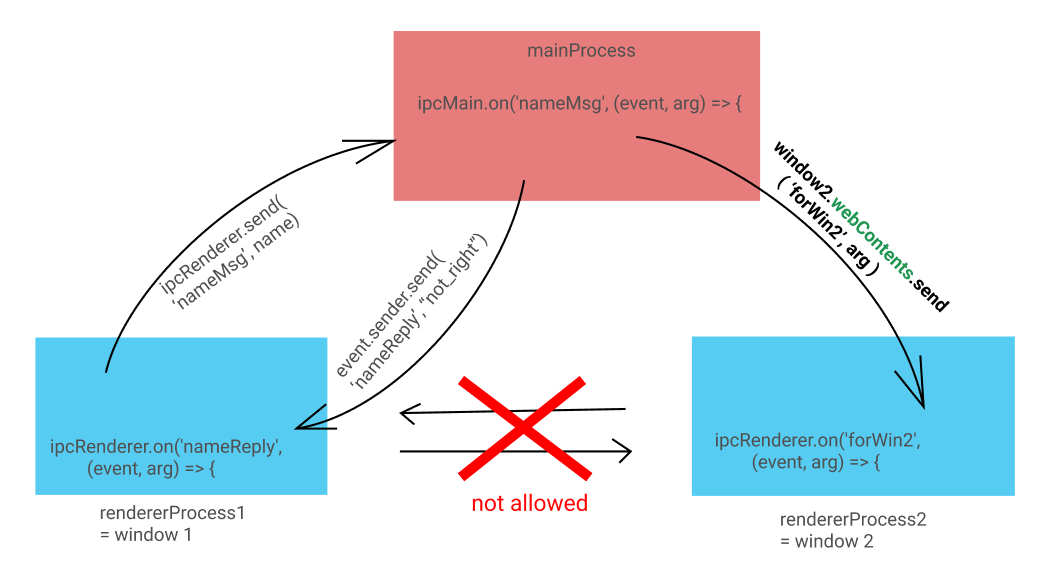 mainProcess
ipcMain.on('nameMsg', (event, arg) => {
ipcRenderer.send(
‘nameMsg’, name)
event.sender.send(
‘nameReply’, “not_right”)
window2.webContents.send
( ‘forWin2’, arg )
ipcRenderer.on('nameReply',
(event, arg) => {
rendererProcess1
= window 1
not allowed
ipcRenderer.on('forWin2',
(event, arg) => {
rendererProcess2
= window 2